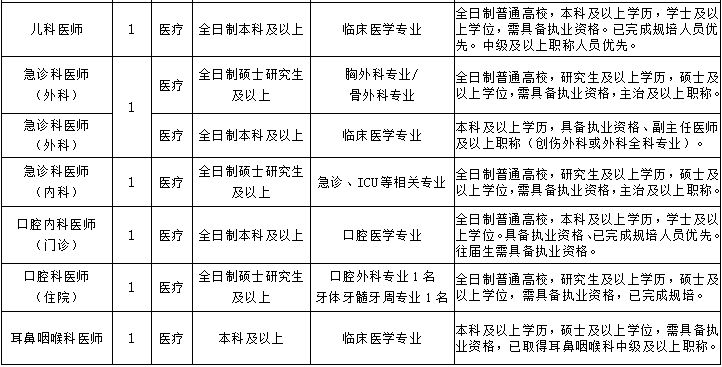 儿科医师 1 医疗 全日制本科及以上 临床医学专业 全日制普通高校，本科及以上学历，学士及以
上学位，需具备执业资格。已完成规培人员优
先。中级及以上职称人员优先。
急诊科医师
（外科）
1
医疗
全日制硕士研究生
及以上
胸外科专业/
骨外科专业
全日制普通高校，研究生及以上学历，硕士及
以上学位,需具备执业资格,主治及以上职称。
急诊科医师
（外科）
医疗
全日制本科及以上
临床医学专业
本科及以上学历，具备执业资格、副主任医师
及以上职称（创伤外科或外科全科专业）。
急诊科医师
（内科）
1
医疗
全日制硕士研究生
及以上
急诊、ICU等相关专业
全日制普通高校，研究生及以上学历，硕士及
以上学位,需具备执业资格,主治及以上职称。
口腔内科医师
（门诊）
1
医疗
全日制本科及以上
口腔医学专业
全日制普通高校，本科及以上学历，学士及以
上学位。具备执业资格、已完成规培人员优先。
往届生需具备执业资格。
口腔科医师
（住院）
1
医疗
全日制硕士研究生
及以上
口腔外科专业1名
牙体牙髓牙周专业1名
全日制普通高校，研究生及以上学历，硕士及
以上学位，需具备执业资格，已完成规培。
耳鼻咽喉科医师
1
医疗
本科及以上
临床医学专业
本科及以上学历，硕士及以上学位，需具备执
业资格，已取得耳鼻咽喉科中级及以上职称。